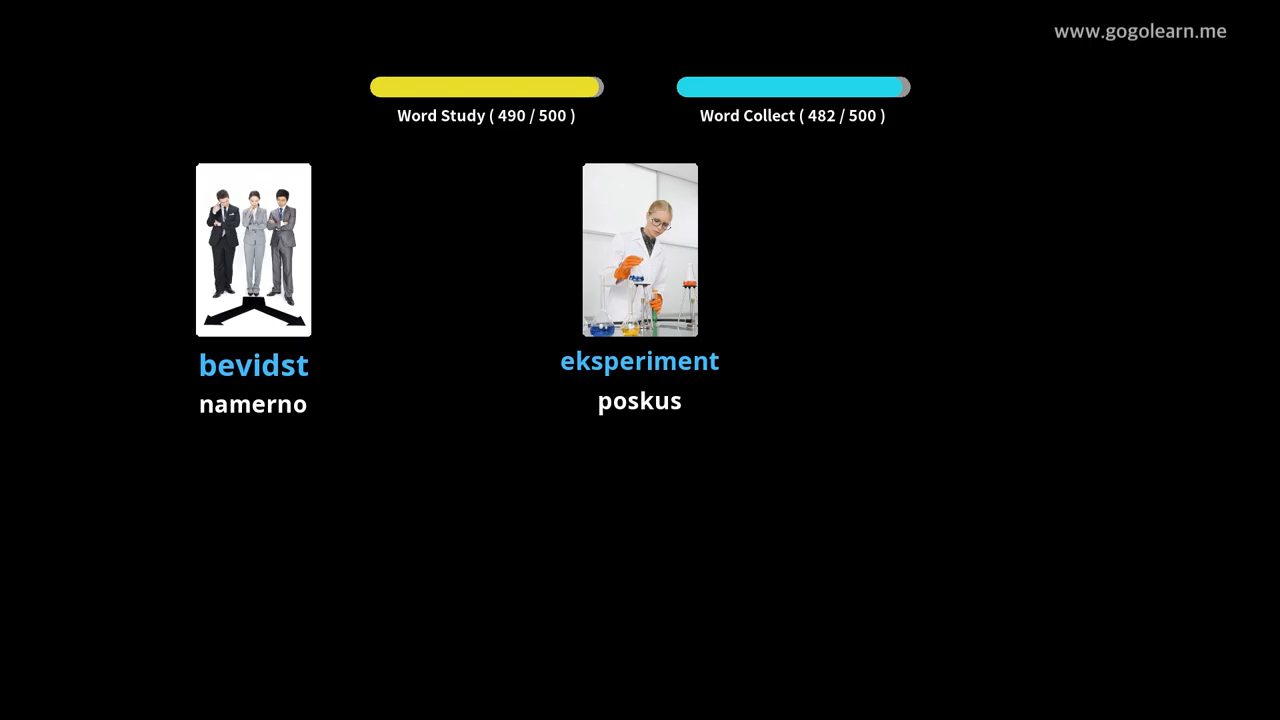 www.gogolearn.me
Word Study ( 490 / 500 )
Word Collect ( 482 / 500 )
bevidst
namerno
eksperiment
poskus